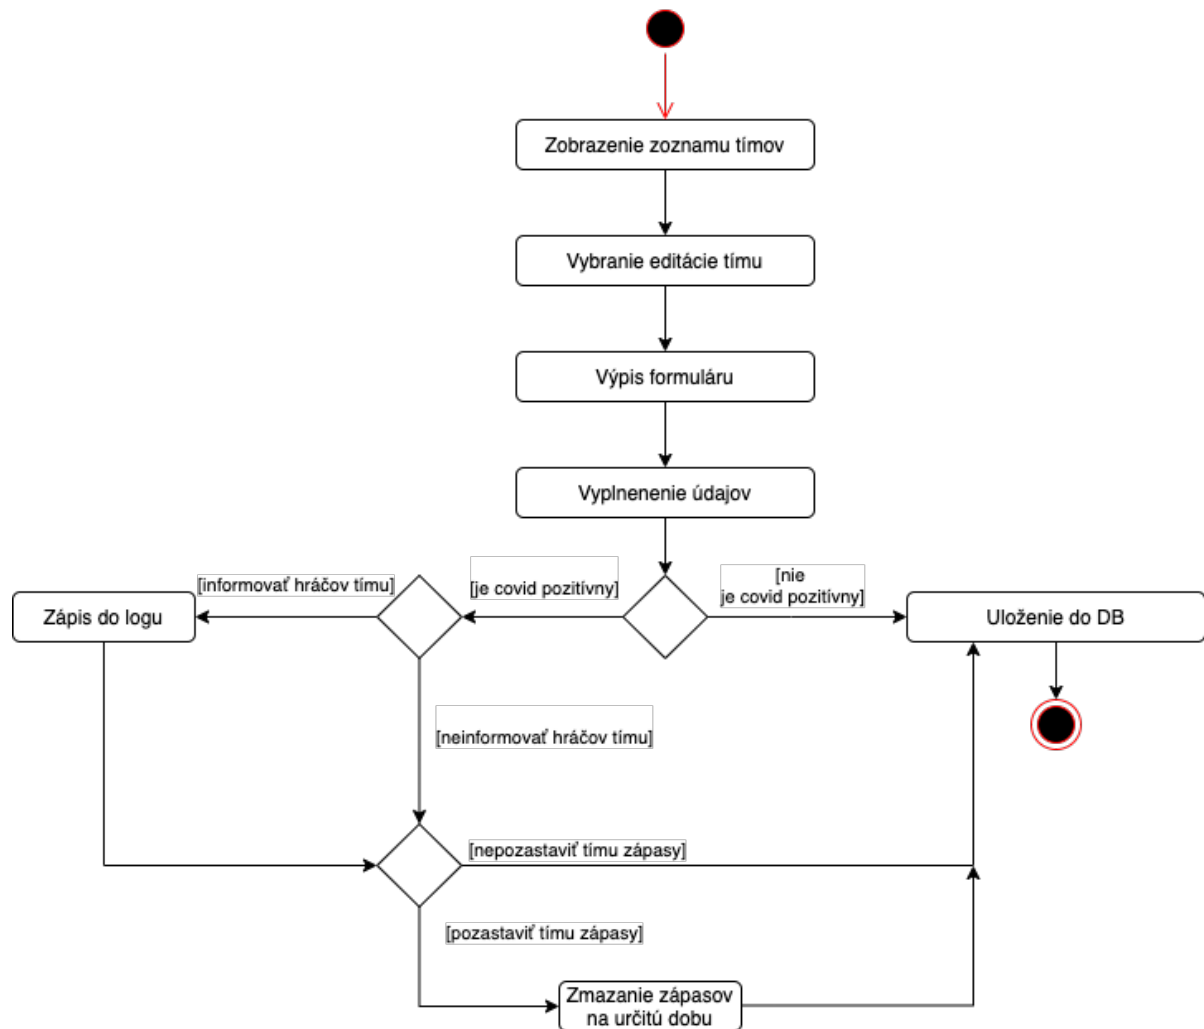 Zobrazenie zoznamu tímov
Vybranie editácie tímu
Výpis formuláru
Vyplnenenie údajov
[informovať hráčov tímu]
[je covid pozitívny]
[nie
je covid pozitívny]
Zápis do logu
Uloženie do DB
[neinformovať hráčov tímu]
[nepozastaviť tímu zápasy]
[pozastaviť tímu zápasy]
Zmazanie zápasov
na určitú dobu